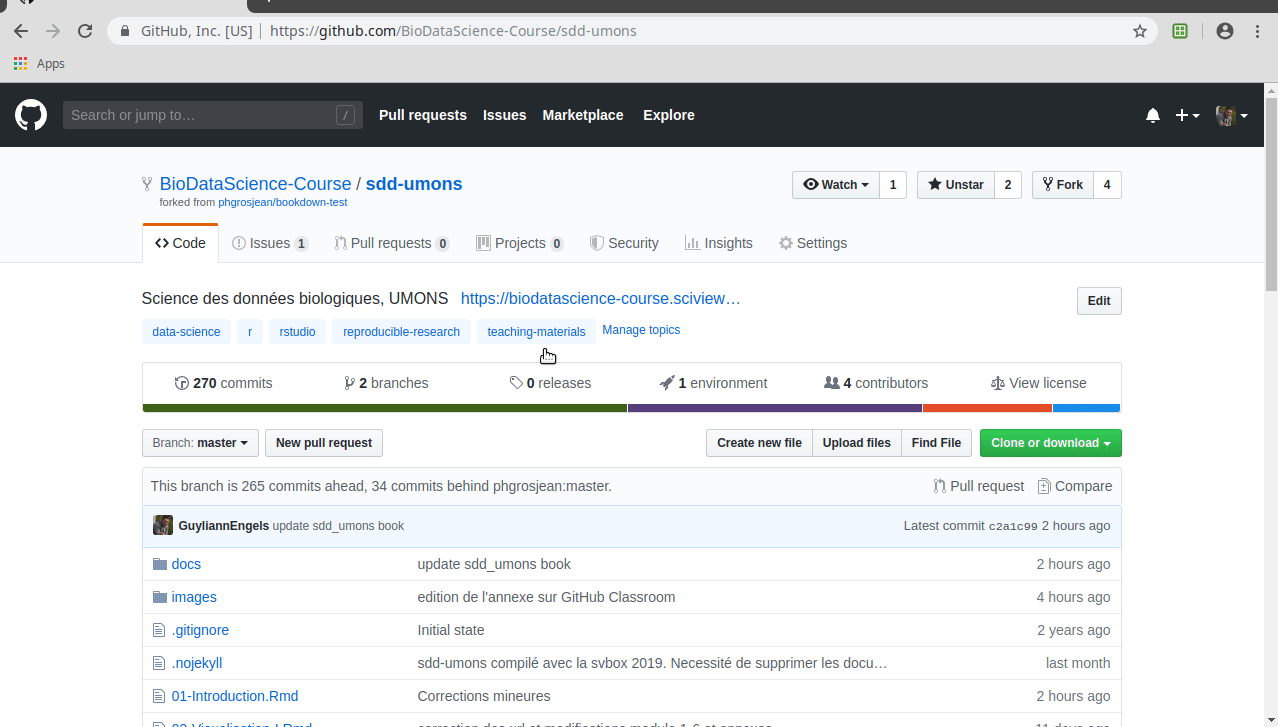 GitHub, Inc. [US] | https://github.com/BioDataScience-Course/sdd-umons
Apps
Search or jump to… / Pull requests Issues Marketplace Explore
BioDataScience-Course / sdd-umons Watch 1 Unstar 2 Fork 4
forked from phgrosjean/bookdown-test
Code Issues 1 Pull requests 0 Projects 0 Security Insights Settings
Science des données biologiques, UMONS https://biodatascience-course.sciview… Edit
data-science r rstudio reproducible-research teaching-materials Manage topics
270 commits 2 branches 0 releases 1 environment 4 contributors View license
Branch: master New pull request Create new file Upload files Find File Clone or download
This branch is 265 commits ahead, 34 commits behind phgrosjean:master. Pull request Compare
GuyliannEngels update sdd_umons book Latest commit c2a1c99 2 hours ago
docs update sdd_umons book 2 hours ago
images edition de l'annexe sur GitHub Classroom 4 hours ago
.gitignore Initial state 2 years ago
.nojekyll sdd-umons compilé avec la svbox 2019. Necessité de supprimer les docu… last month
01-Introduction.Rmd Corrections mineures 2 hours ago